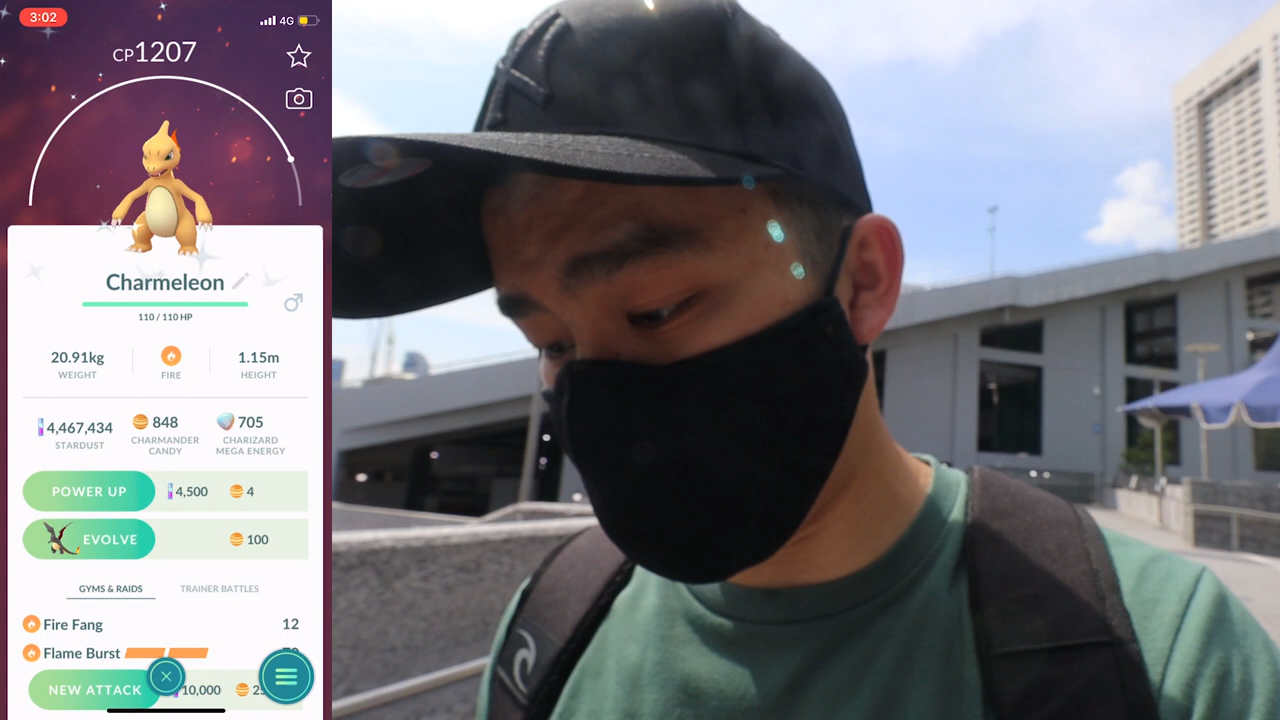 3:02
4G
CP1207
Charmeleon
110 / 110 HP
20.91kg
WEIGHT
FIRE
1.15m
HEIGHT
4,467,434
STARDUST
848
CHARMANDER
CANDY
705
CHARIZARD
MEGA ENERGY
POWER UP 4,500 4
EVOLVE 100
GYMS & RAIDS TRAINER BATTLES
Fire Fang 12
Flame Burst
NEW ATTACK 10,000